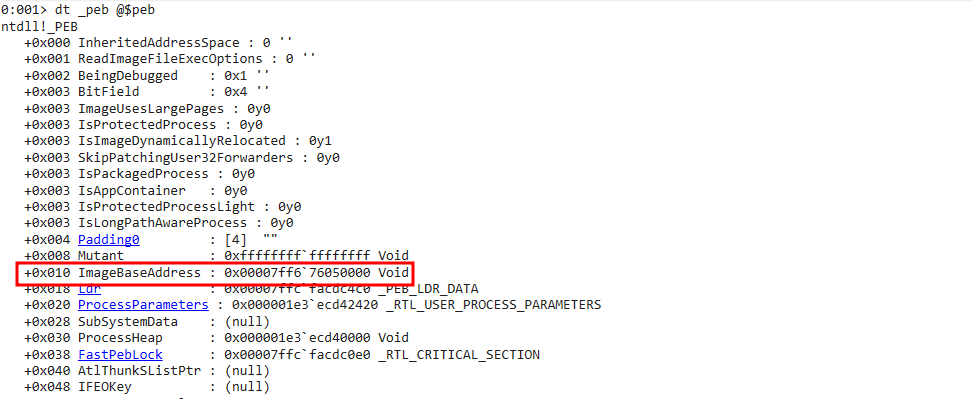 0:001> dt _peb @$peb
ntdll!_PEB
+0x000 InheritedAddressSpace : 0 ''
+0x001 ReadImageFileExecOptions : 0 ''
+0x002 BeingDebugged : 0x1 ''
+0x003 BitField : 0x4 ''
+0x003 ImageUsesLargePages : 0y0
+0x003 IsProtectedProcess : 0y0
+0x003 IsImageDynamicallyRelocated : 0y1
+0x003 SkipPatchingUser32Forwarders : 0y0
+0x003 IsPackagedProcess : 0y0
+0x003 IsAppContainer : 0y0
+0x003 IsProtectedProcessLight : 0y0
+0x003 IsLongPathAwareProcess : 0y0
+0x004 Padding0 : [4] ""
+0x008 Mutant : 0xffffffff`ffffffff Void
+0x010 ImageBaseAddress : 0x00007ff6`76050000 Void
+0x018 Ldr : 0x00007ffc`facdc4c0 _PEB_LDR_DATA
+0x020 ProcessParameters : 0x000001e3`ecd42420 _RTL_USER_PROCESS_PARAMETERS
+0x028 SubSystemData : (null)
+0x030 ProcessHeap : 0x000001e3`ecd40000 Void
+0x038 FastPebLock : 0x00007ffc`facdc0e0 _RTL_CRITICAL_SECTION
+0x040 AtlThunkSListPtr : (null)
+0x048 IFEOKey : (null)